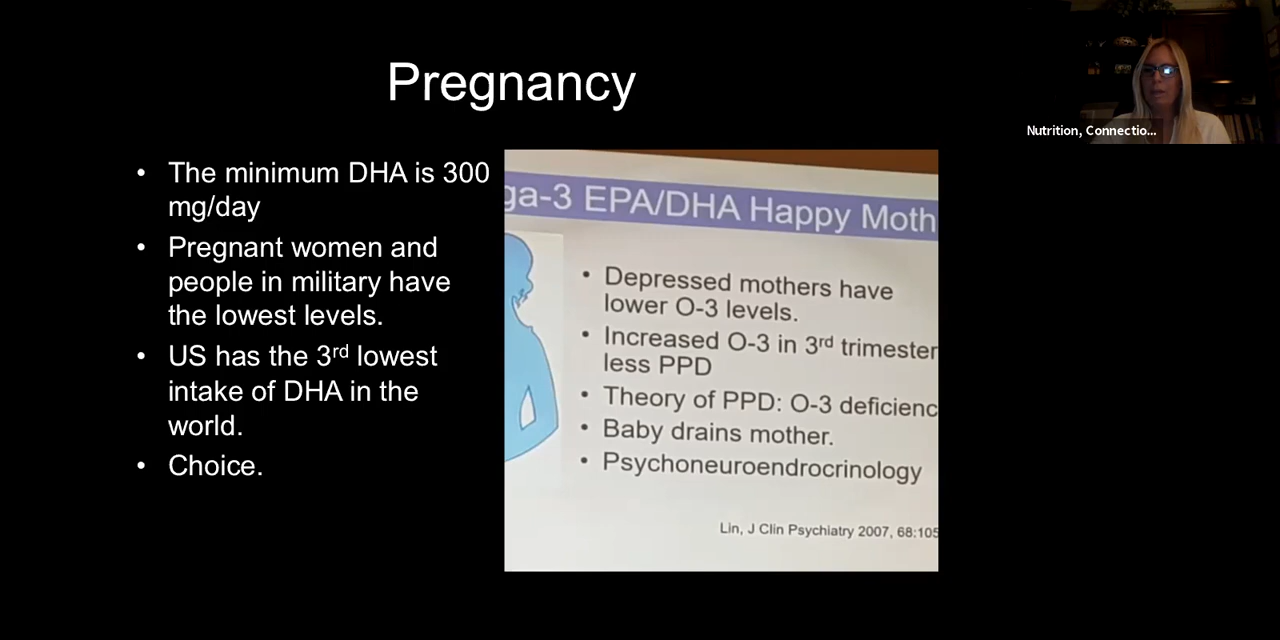 Pregnancy
• The minimum DHA is 300
mg/day
• Pregnant women and
people in military have
the lowest levels.
• US has the 3rd lowest
intake of DHA in the
world.
• Choice.
ga-3 EPA/DHA Happy Moth
• Depressed mothers have
lower O-3 levels.
• Increased O-3 in 3rd trimester
less PPD
• Theory of PPD: O-3 deficienc
• Baby drains mother.
• Psychoneuroendrocrinology
Lin, J Clin Psychiatry 2007, 68:105
Nutrition, Connectio...